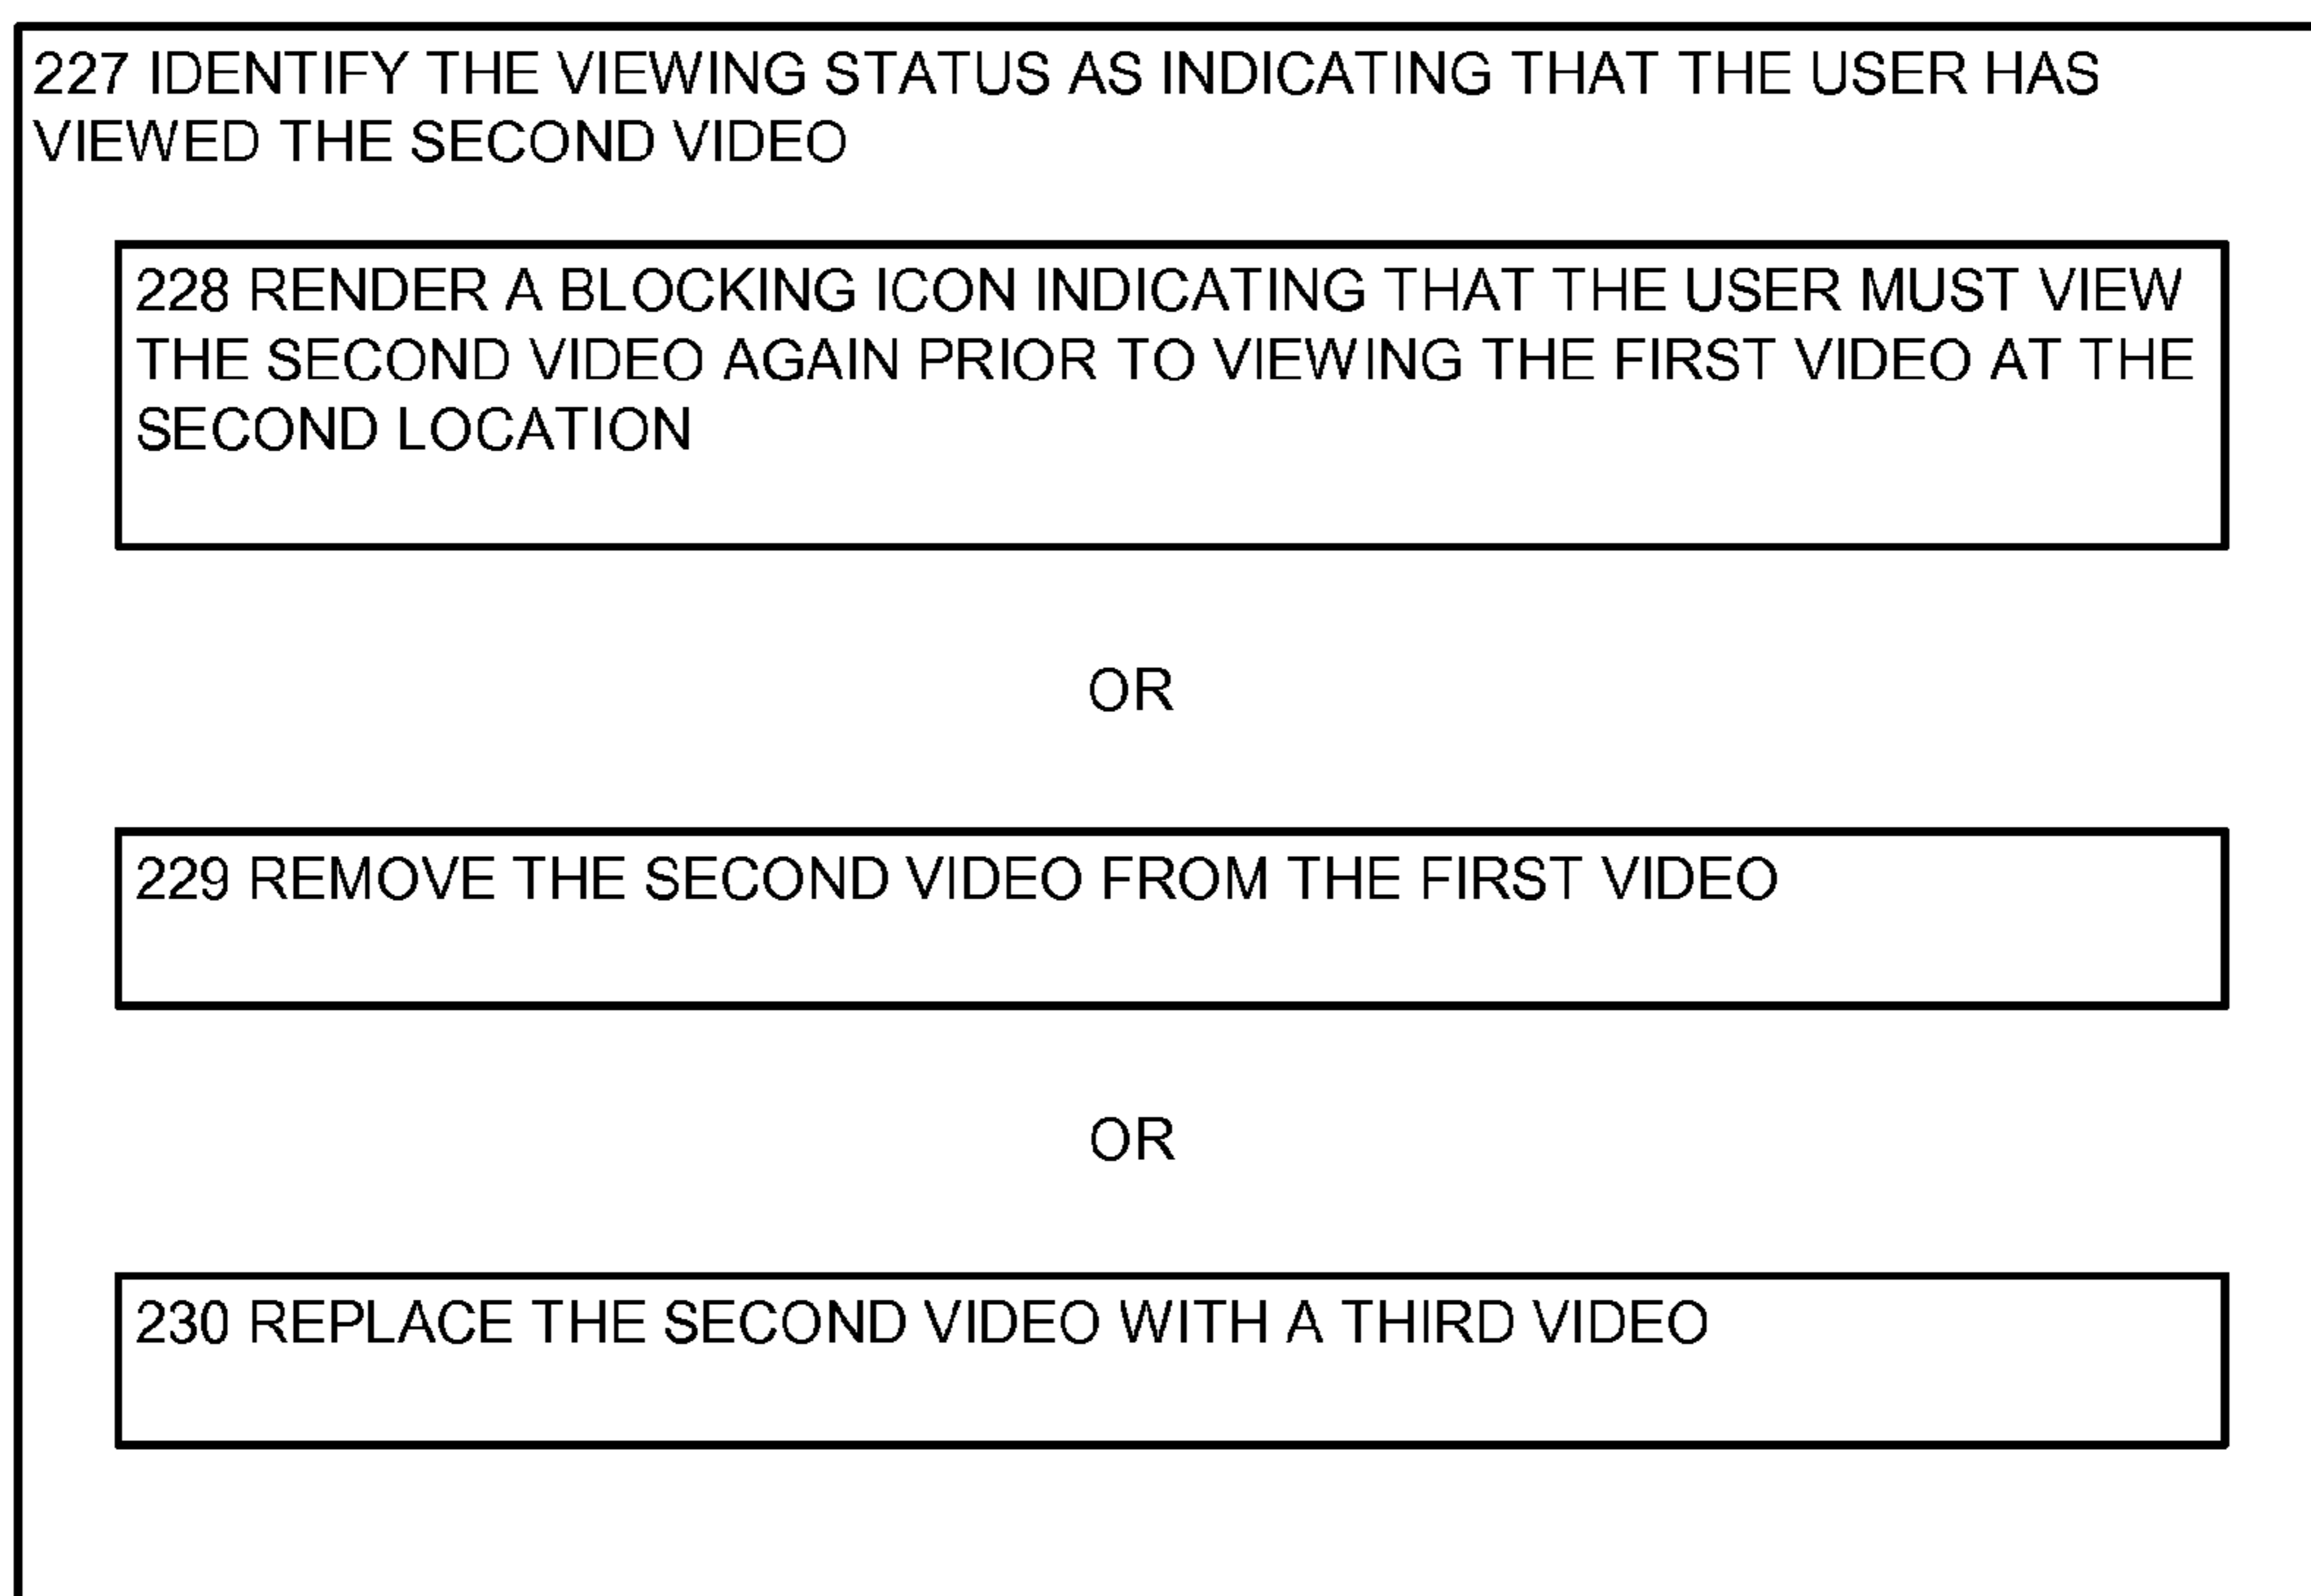 227 IDENTIFY THE VIEWING STATUS AS INDICATING THAT THE USER HAS
VIEWED THE SECOND VIDEO
228 RENDER A BLOCKING ICON INDICATING THAT THE USER MUST VIEW
THE SECOND VIDEO AGAIN PRIOR TO VIEWING THE FIRST VIDEO AT THE
SECOND LOCATION
OR
229 REMOVE THE SECOND VIDEO FROM THE FIRST VIDEO
OR
230 REPLACE THE SECOND VIDEO WITH A THIRD VIDEO